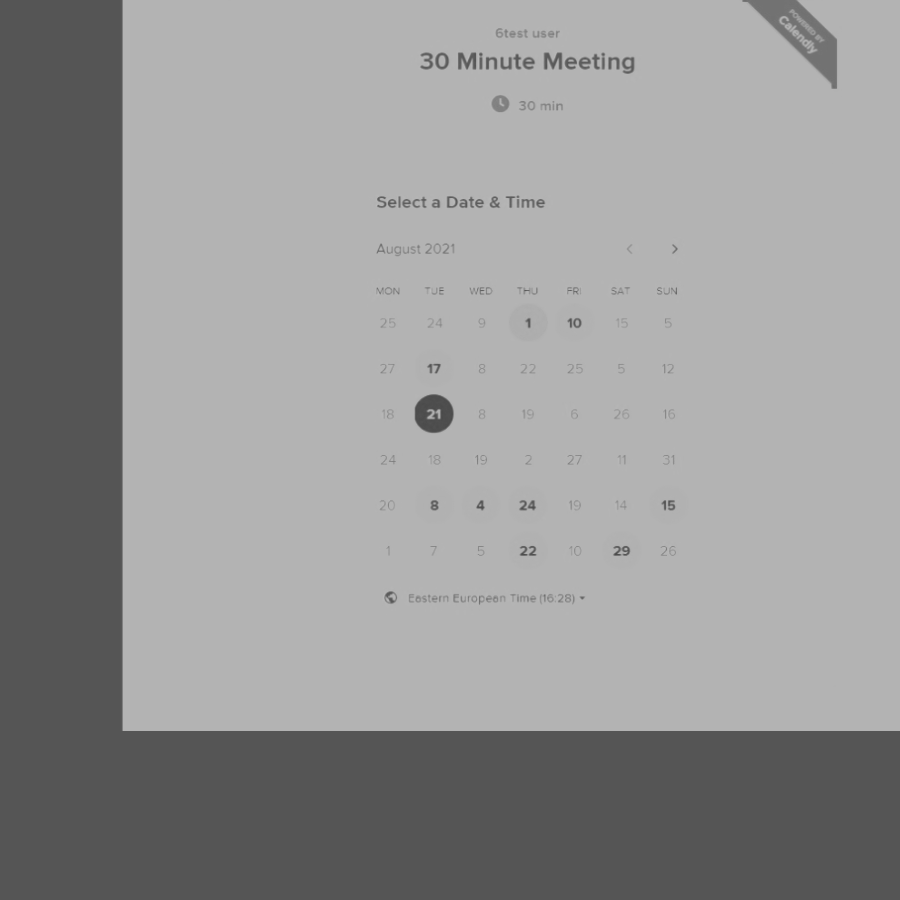 POWERED BY
Calendly
6test user
30 Minute Meeting
30 min
Select a Date & Time
August 2021
MON TUE WED THU FRI SAT SUN
25 24 9 1 10 15 5
27 17 8 22 25 5 12
18 21 8 19 6 26 16
24 18 19 2 27 11 31
20 8 4 24 19 14 15
1 7 5 22 10 29 26
Eastern European Time (16:28)